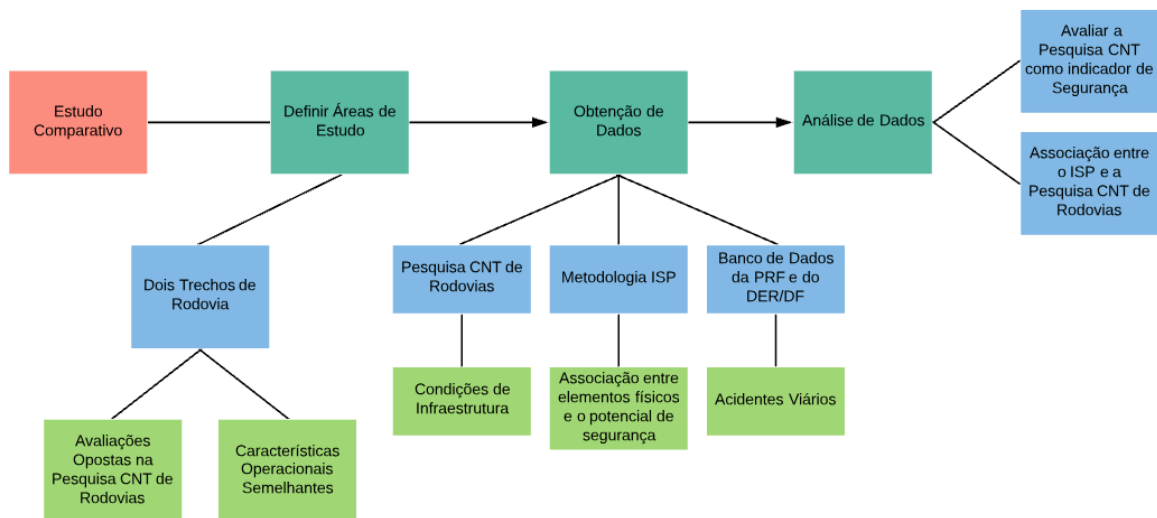 Estudo
Comparativo
Definir Áreas de
Estudo
Obtenção de
Dados
Análise de Dados
Avaliar a
Pesquisa CNT
como indicador de
Segurança
Associação entre
o ISP e a
Pesquisa CNT de
Rodovias
Dois Trechos de
Rodovia
Pesquisa CNT de
Rodovias
Metodologia ISP
Banco de Dados
da PRF e do
DER/DF
Avaliações
Opostas na
Pesquisa CNT de
Rodovias
Características
Operacionais
Semelhantes
Condições de
Infraestrutura
Associação entre
elementos físicos
e o potencial de
segurança
Acidentes Viários